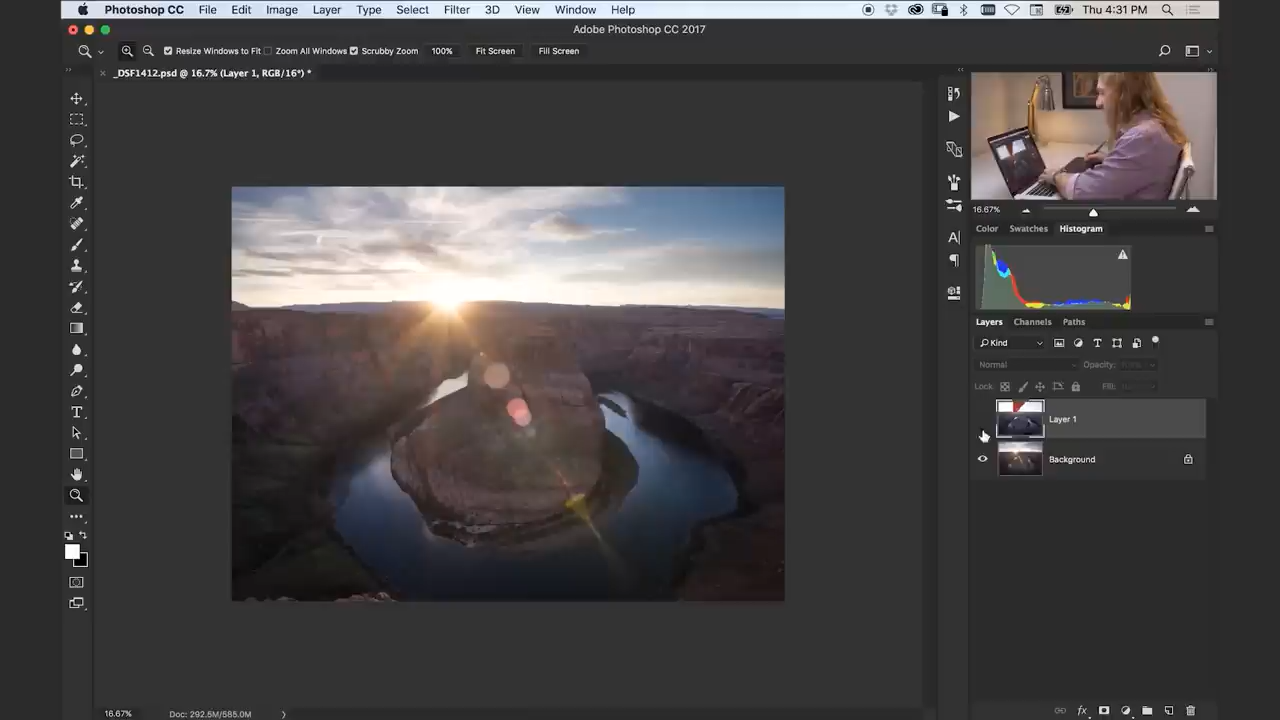 Photoshop CC File Edit Image Layer Type Select Filter 3D View Window Help Thu 4:31 PM
Adobe Photoshop CC 2017
Resize Windows to Fit Zoom All Windows Scrubby Zoom 100% Fit Screen Fill Screen
_DSF1412.psd @ 16.7% (Layer 1, RGB/16*) *
16.67%
Color Swatches Histogram
Layers Channels Paths
Kind
Normal Opacity:
Lock: Fill:
Layer 1
Background
fx
16.67% Doc: 292.5M/585.0M